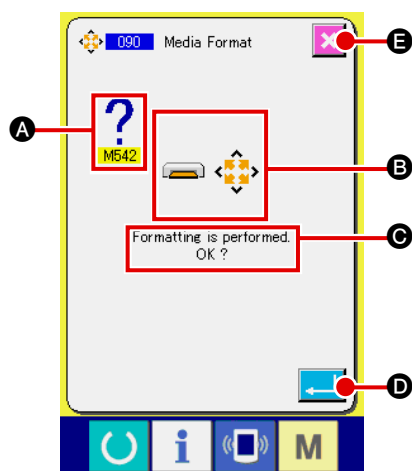 090 Media Format
E
A
?
M542
B
Formatting is performed.
OK ?
C
D
i
M